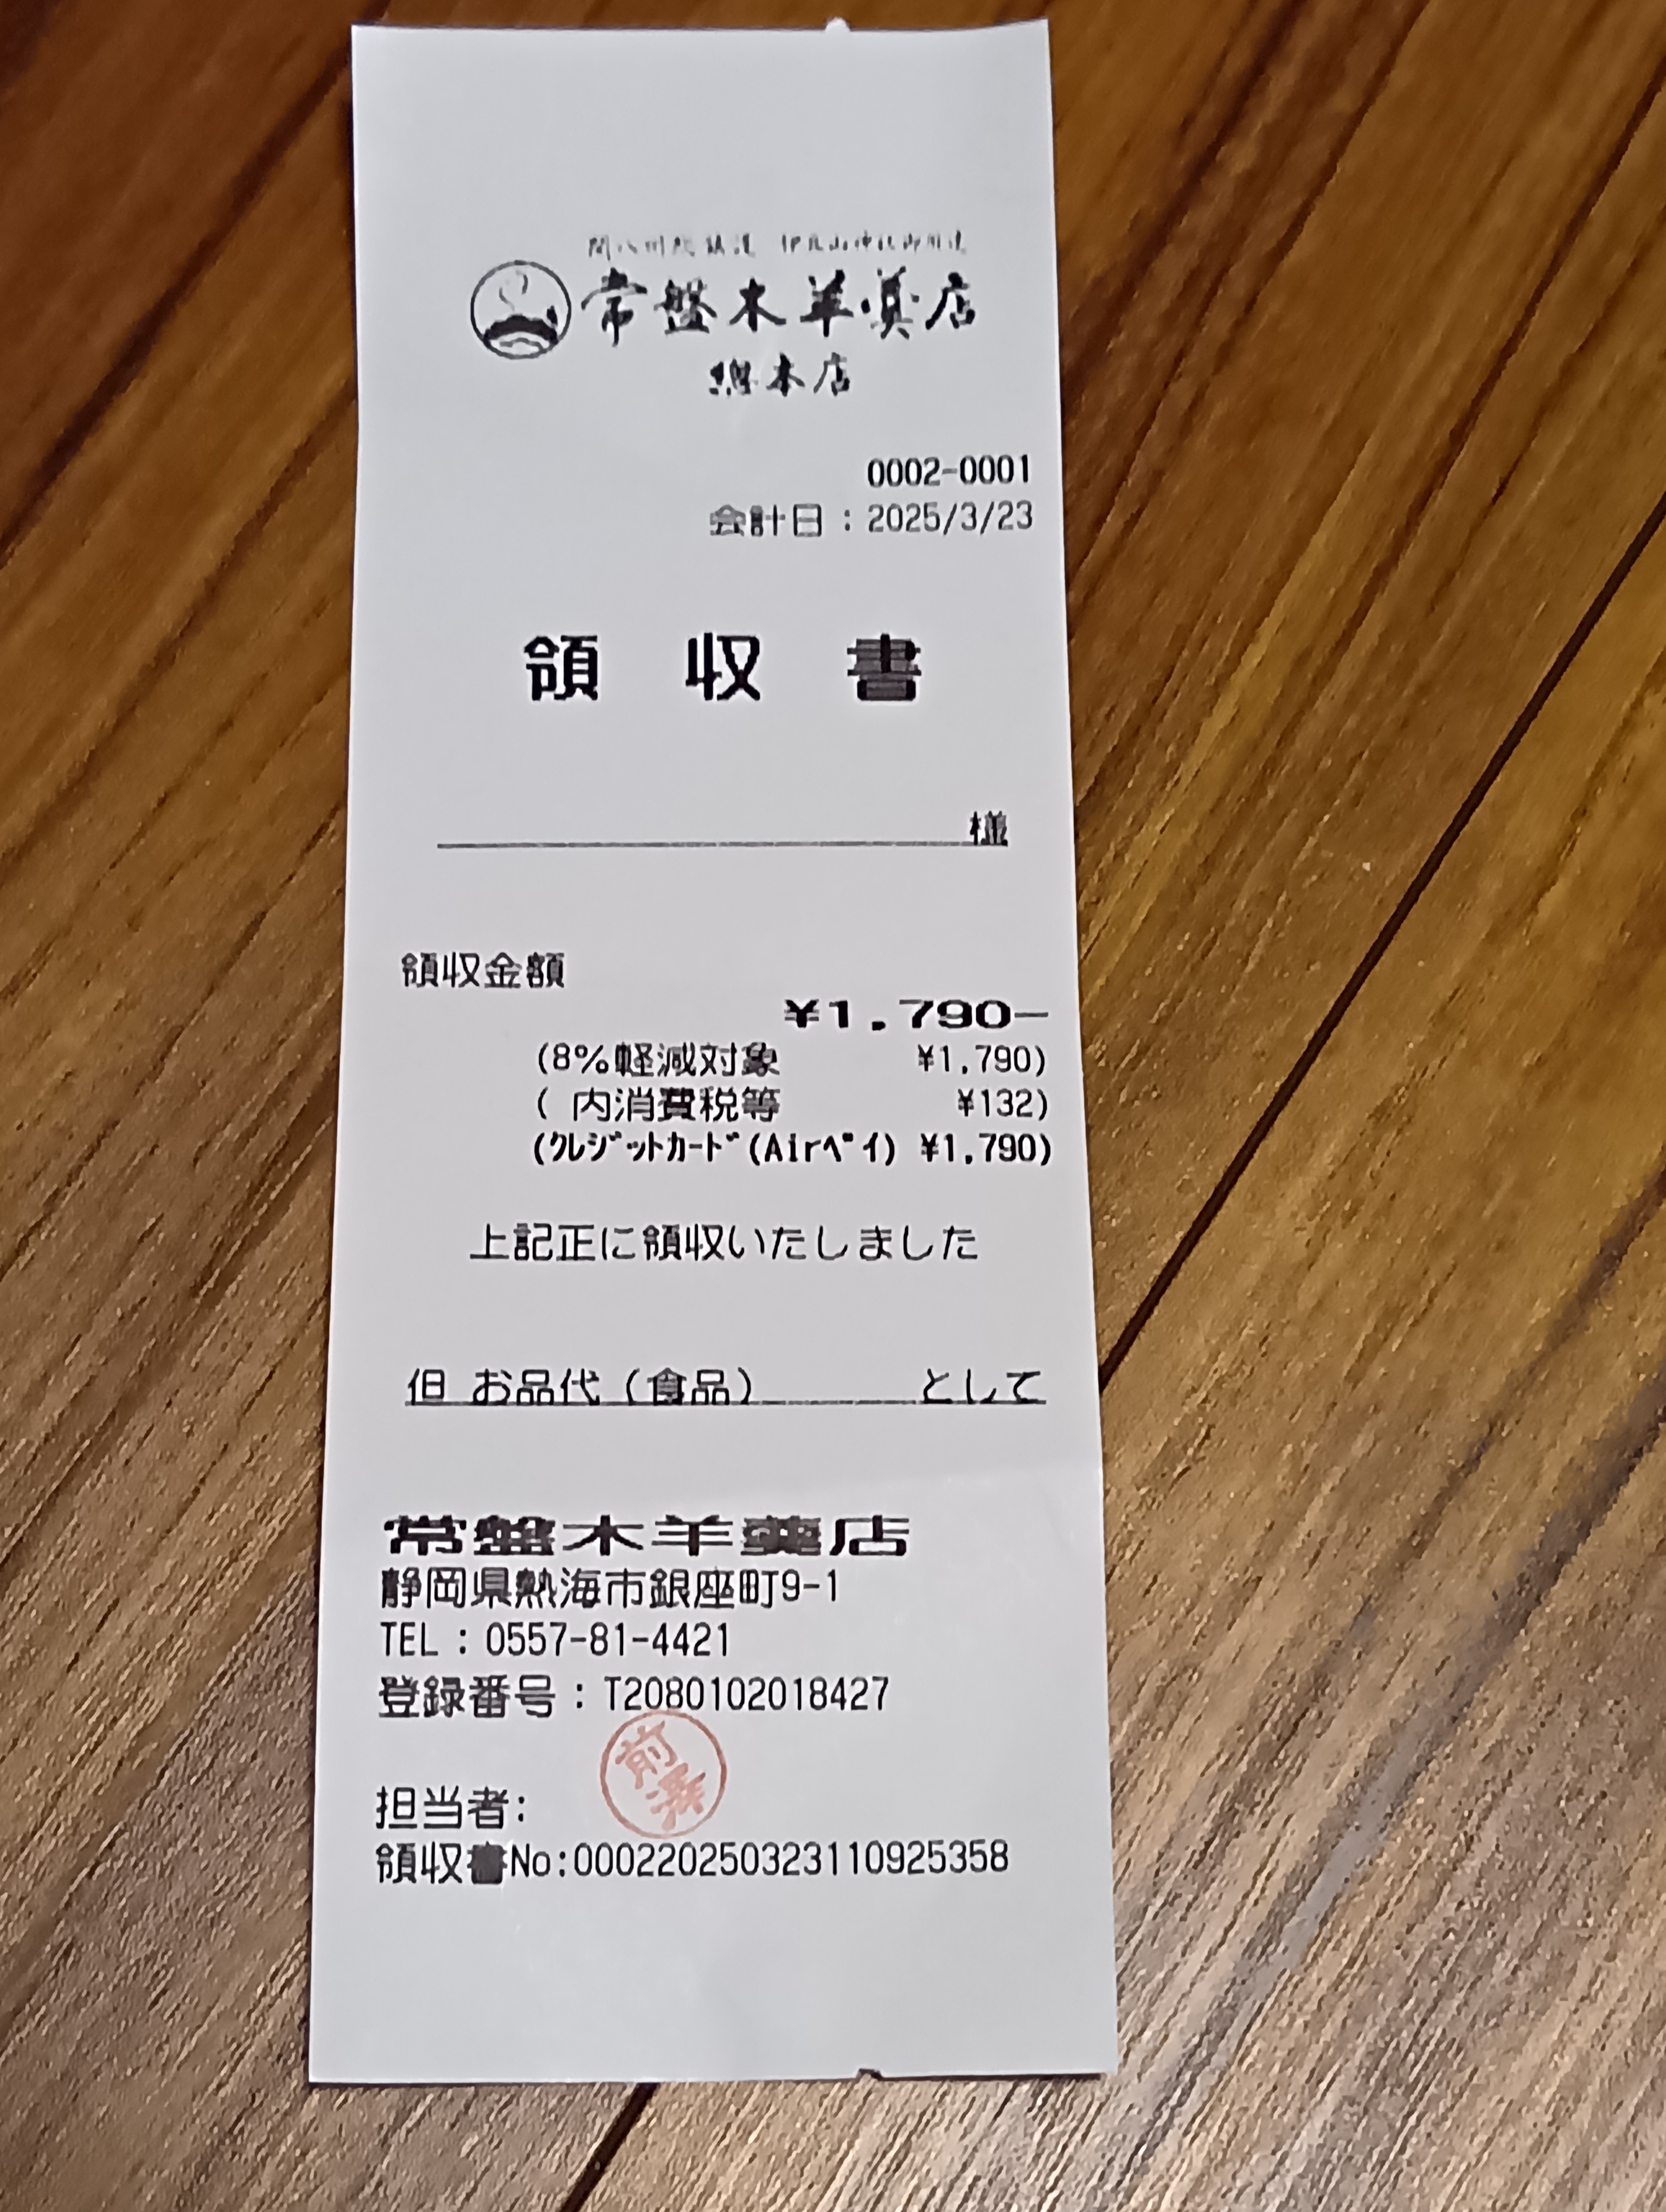 常盤木羊羹店
總本店
0002-0001
会計日：2025/3/23
領 収 書
様
領収金額
¥1,790-
(8%軽減対象 ¥1,790)
( 内消費税等 ¥132)
(ｸﾚｼﾞｯﾄｶｰﾄﾞ(Airﾍﾟｲ) ¥1,790)
上記正に領収いたしました
但 お品代（食品） として
常盤木羊羹店
静岡県熱海市銀座町9-1
TEL：0557-81-4421
登録番号：T2080102018427
前澤
担当者:
領収書No:000220250323110925358